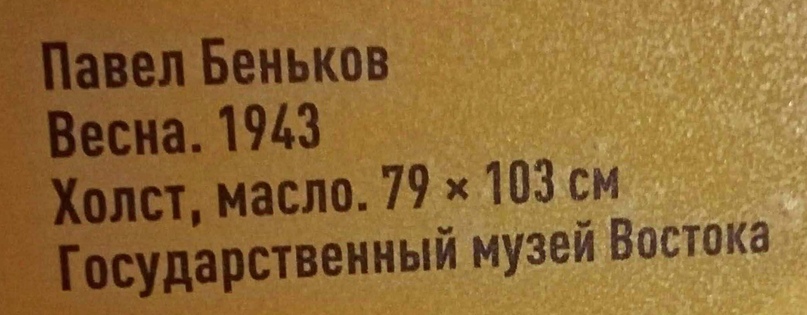 Павел Беньков
Весна. 1943
Холст, масло. 79 × 103 см
Государственный музей Востока